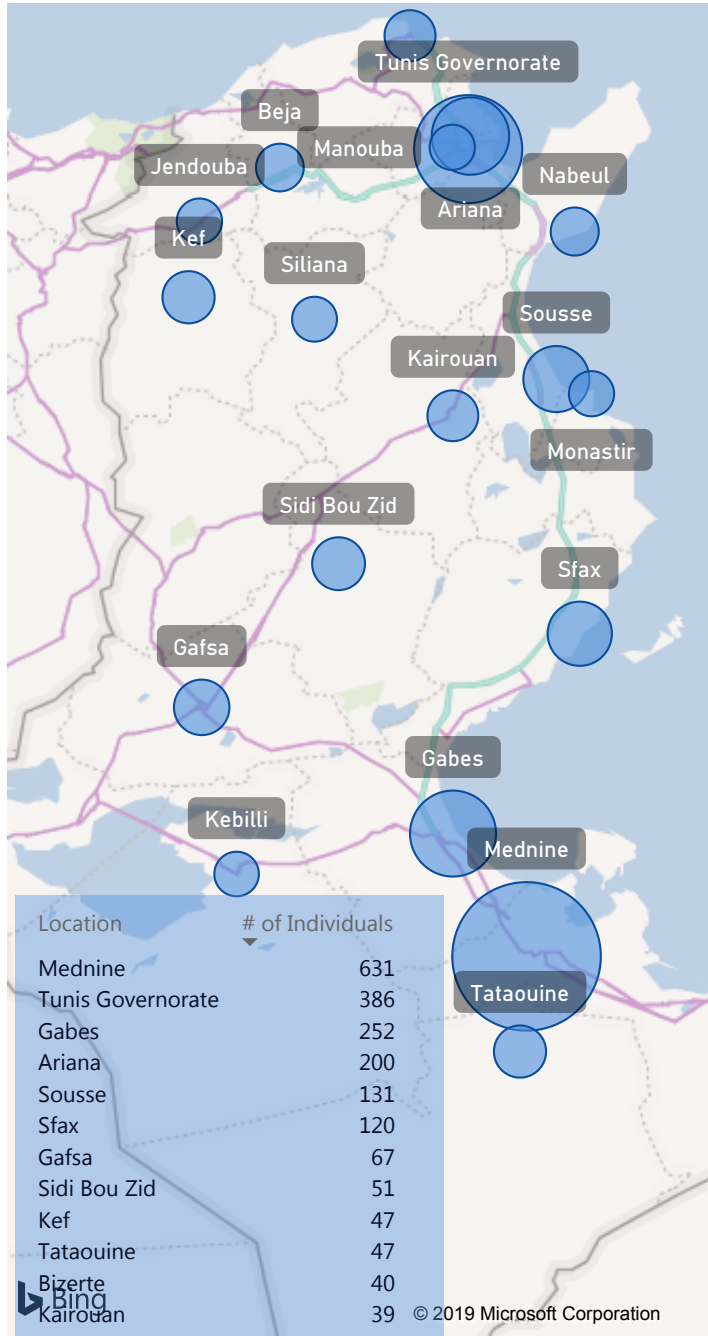 Tunis Governorate
Beja
Manouba
Jendouba
Nabeul
Ariana
Kef
Siliana
Sousse
Kairouan
Monastir
Sidi Bou Zid
Sfax
Gafsa
Gabes
Kebilli
Mednine
Tataouine
Location # of Individuals
Mednine 631
Tunis Governorate 386
Gabes 252
Ariana 200
Sousse 131
Sfax 120
Gafsa 67
Sidi Bou Zid 51
Kef 47
Tataouine 47
Bizerte 40
Kairouan 39
Bing
© 2019 Microsoft Corporation